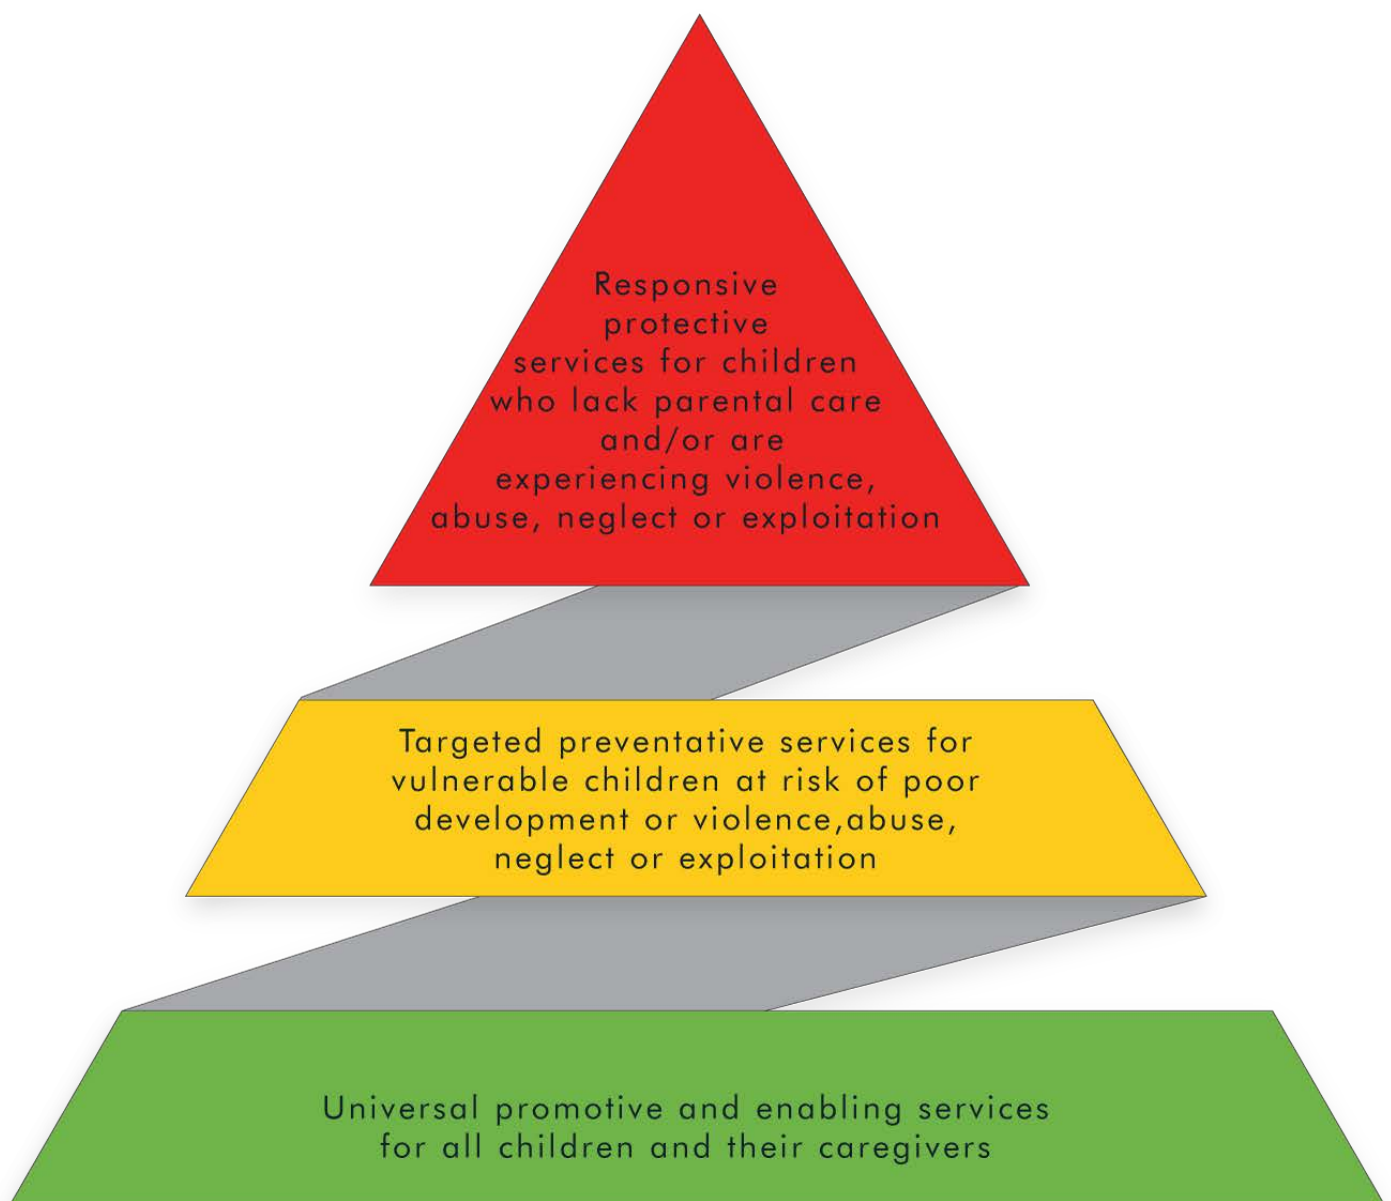 Responsive
protective
services for children
who lack parental care
and/or are
experiencing violence,
abuse, neglect or exploitation
Targeted preventative services for
vulnerable children at risk of poor
development or violence,abuse,
neglect or exploitation
Universal promotive and enabling services
for all children and their caregivers